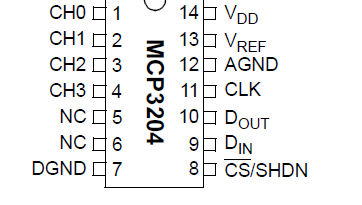 CH0 1 14 VDD
CH1 2 13 VREF
CH2 3 12 AGND
CH3 4 11 CLK
NC 5 10 DOUT
NC 6 9 DIN
DGND 7 8 C̅S̅/SHDN
MCP3204